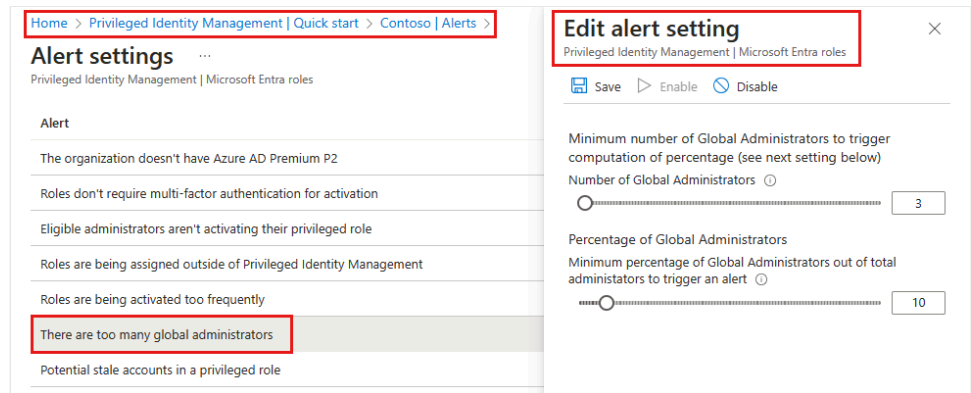 Home > Privileged Identity Management | Quick start > Contoso | Alerts >
Alert settings ...
Privileged Identity Management | Microsoft Entra roles
Alert
The organization doesn't have Azure AD Premium P2
Roles don't require multi-factor authentication for activation
Eligible administrators aren't activating their privileged role
Roles are being assigned outside of Privileged Identity Management
Roles are being activated too frequently
There are too many global administrators
Potential stale accounts in a privileged role
Edit alert setting
Privileged Identity Management | Microsoft Entra roles
Save Enable Disable
Minimum number of Global Administrators to trigger
computation of percentage (see next setting below)
Number of Global Administrators
3
Percentage of Global Administrators
Minimum percentage of Global Administrators out of total
administators to trigger an alert
10